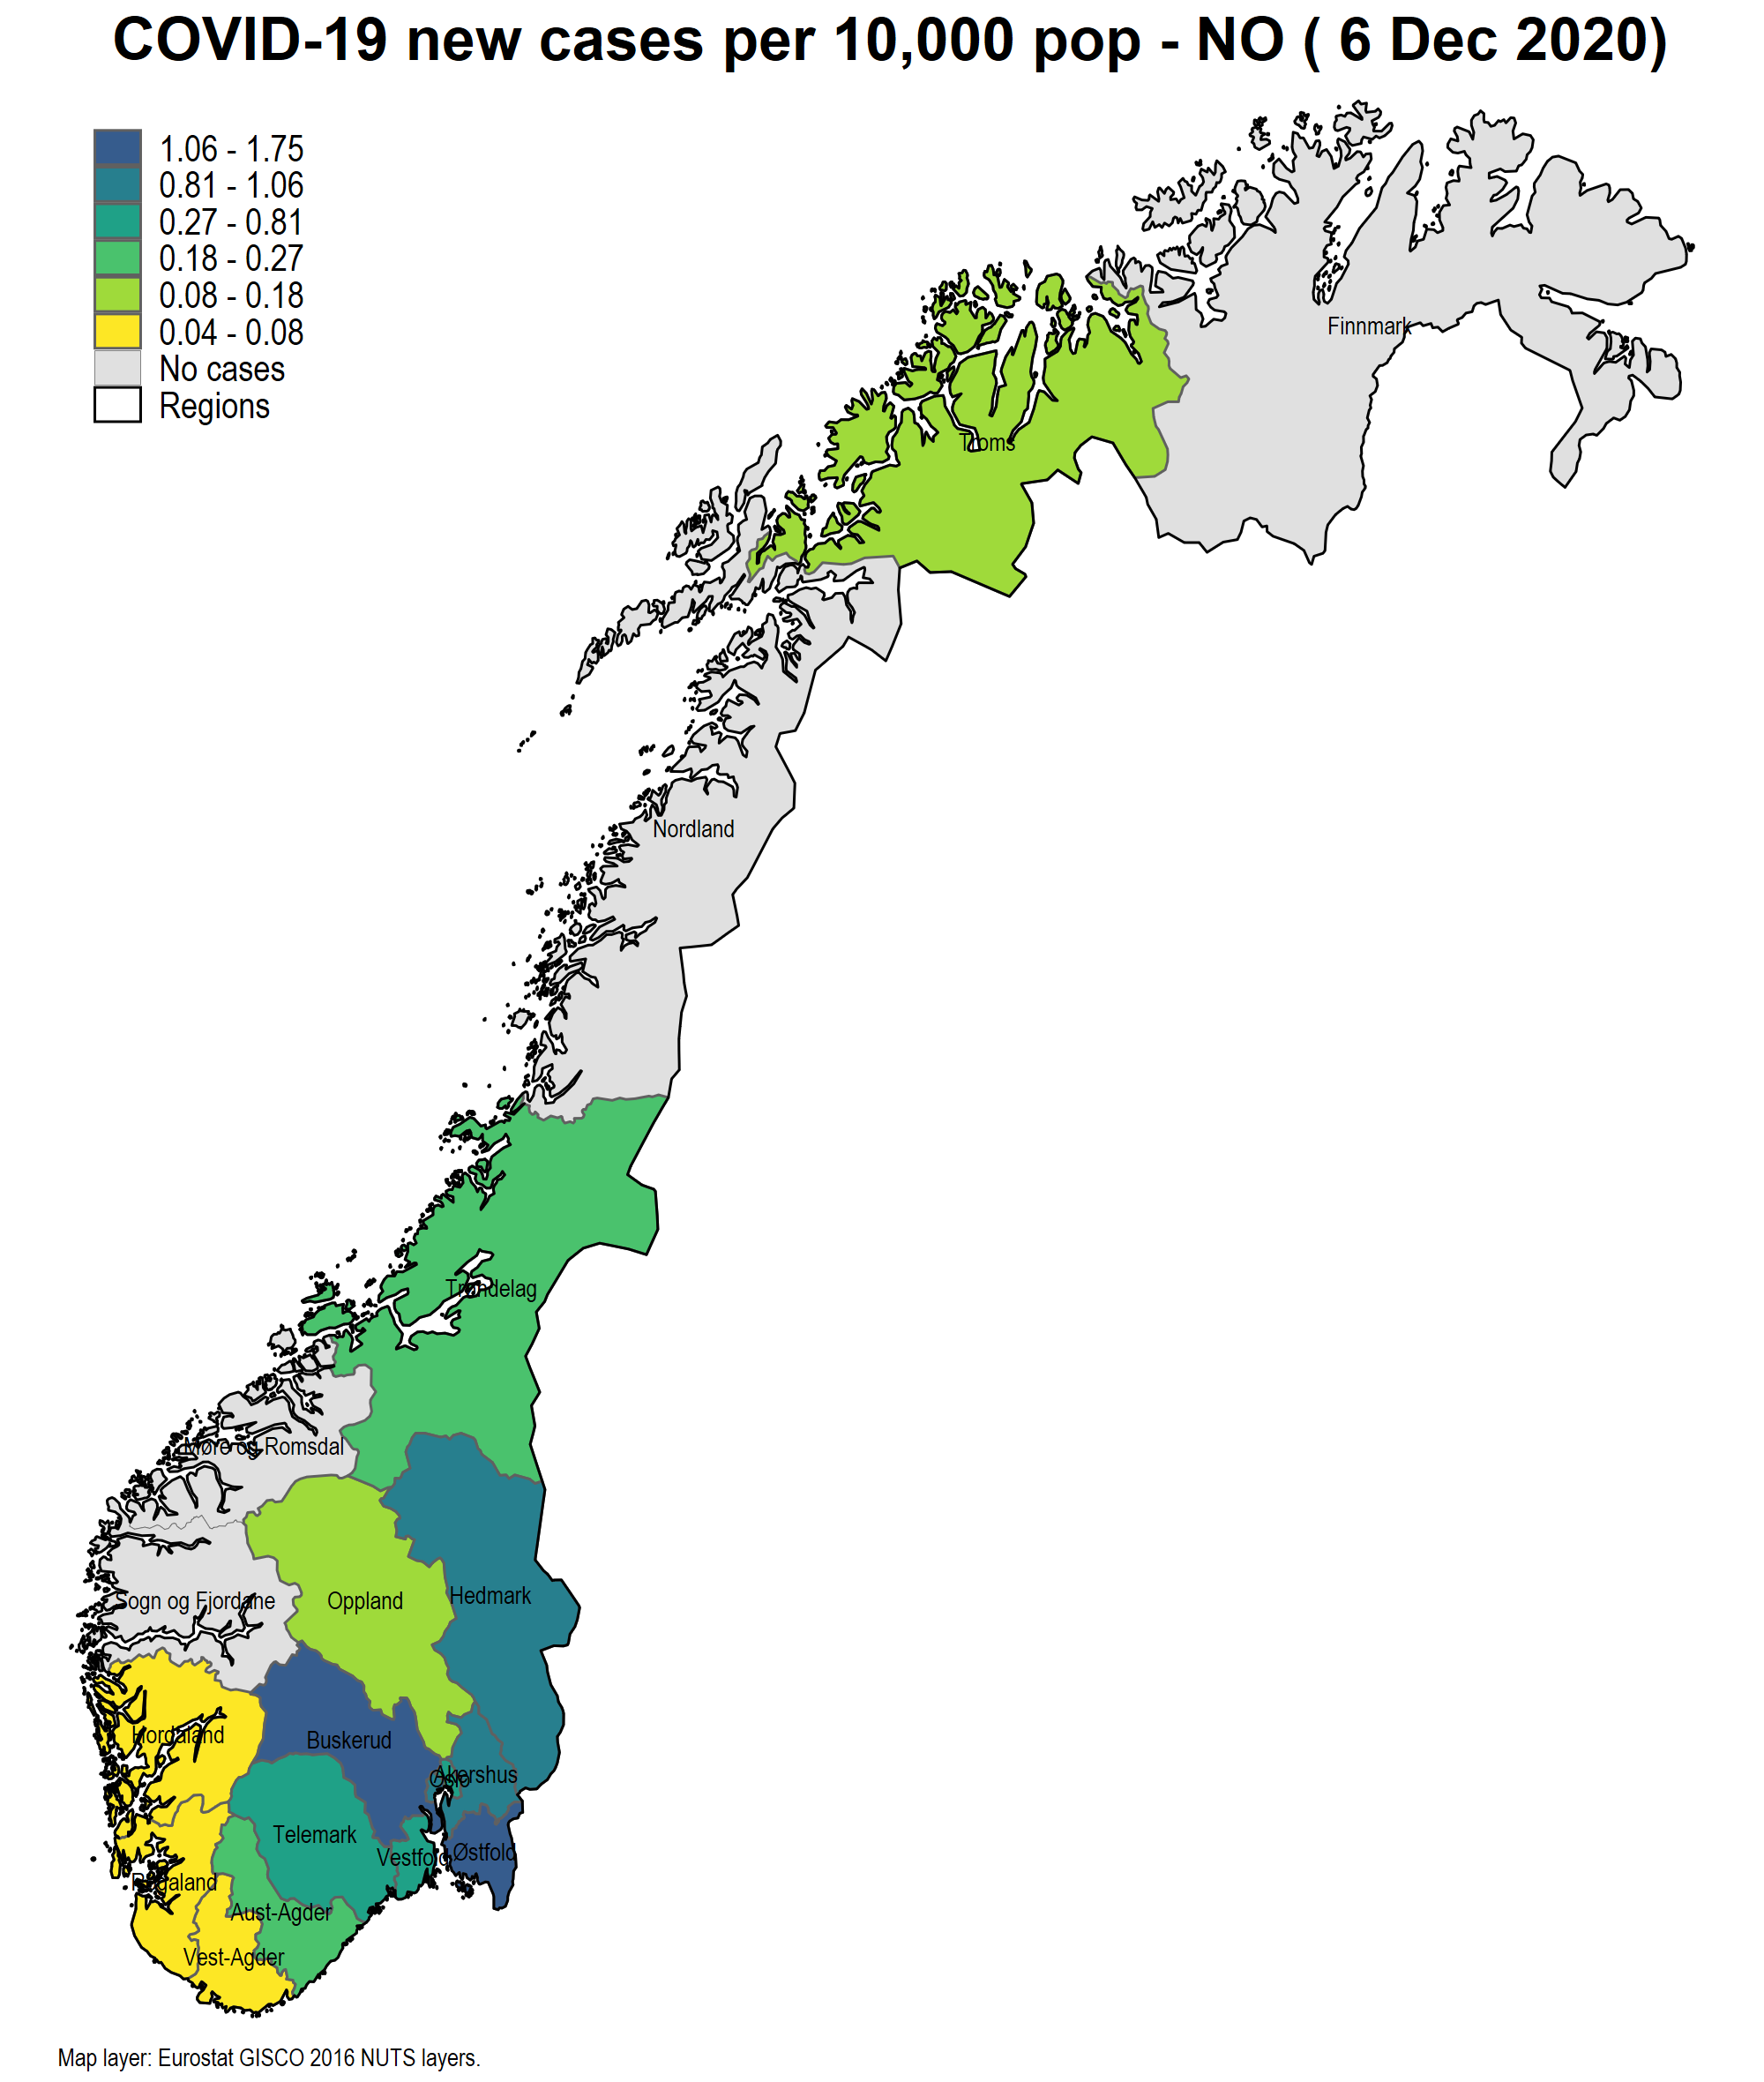 COVID-19 new cases per 10,000 pop - NO ( 6 Dec 2020)
1.06 - 1.75
0.81 - 1.06
0.27 - 0.81
0.18 - 0.27
0.08 - 0.18
0.04 - 0.08
No cases
Regions
Finnmark
Troms
Nordland
Trøndelag
Møre og Romsdal
Sogn og Fjordane
Oppland
Hedmark
Hordaland
Buskerud
Oslo
Akershus
Telemark
Vestfold
Østfold
Rogaland
Aust-Agder
Vest-Agder
Map layer: Eurostat GISCO 2016 NUTS layers.